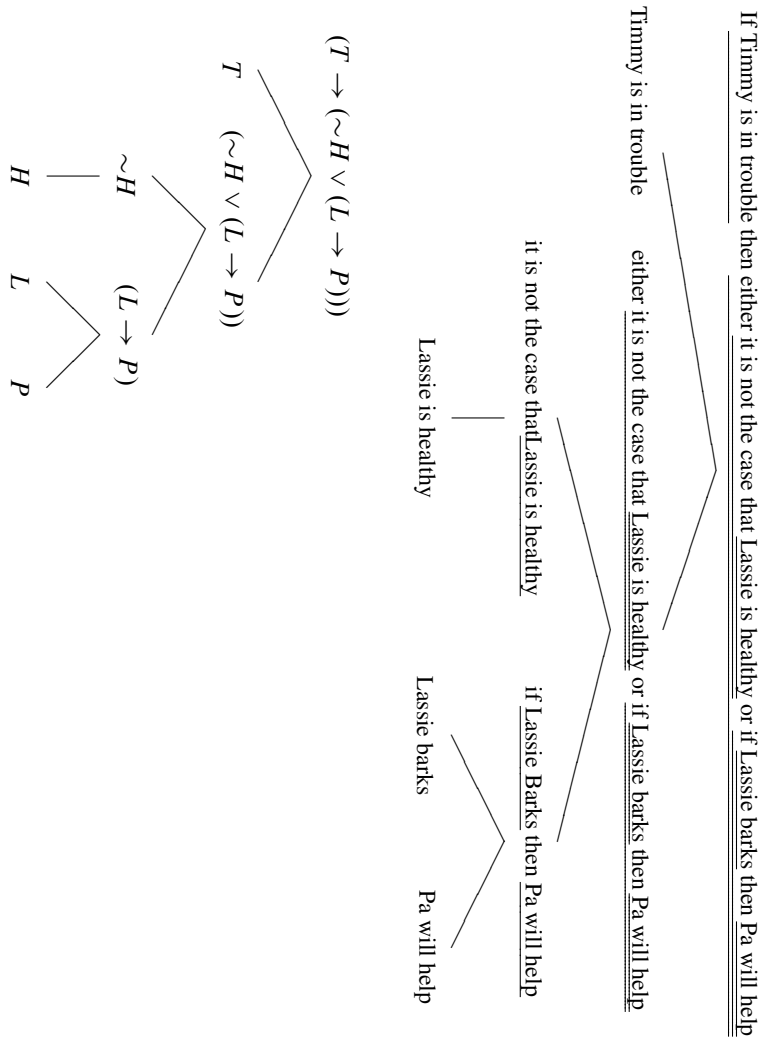 If Timmy is in trouble then either it is not the case that Lassie is healthy or if Lassie barks then Pa will help
Timmy is in trouble either it is not the case that Lassie is healthy or if Lassie barks then Pa will help
it is not the case thatLassie is healthy if Lassie Barks then Pa will help
Lassie is healthy Lassie barks Pa will help
(T → (∼H ∨ (L → P)))
T (∼H ∨ (L → P))
∼H (L → P)
H L P